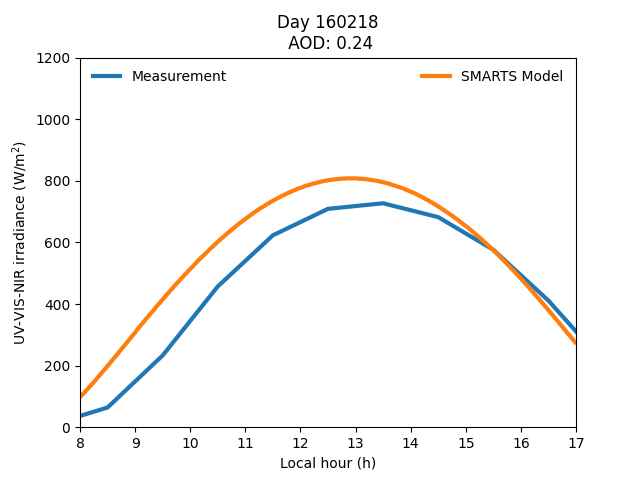 Day 160218
AOD: 0.24
Measurement
SMARTS Model
UV-VIS-NIR irradiance (W/m²)
1200
1000
800
600
400
200
0
8 9 10 11 12 13 14 15 16 17
Local hour (h)